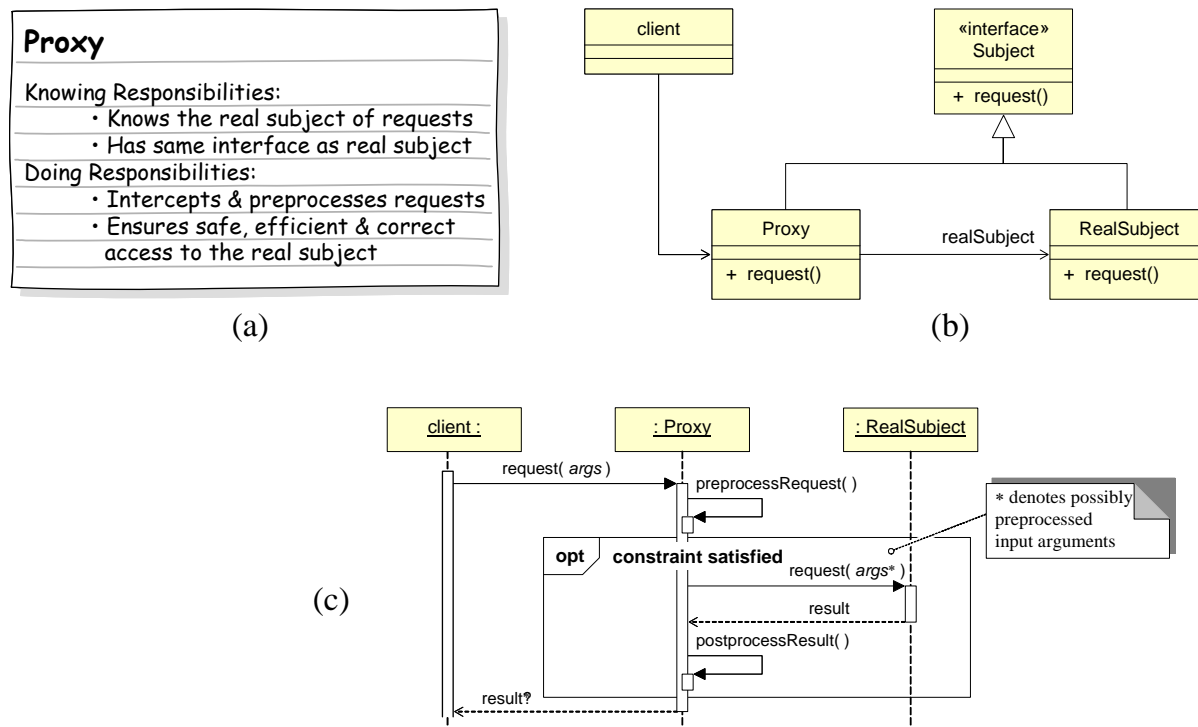 Proxy
Knowing Responsibilities:
• Knows the real subject of requests
• Has same interface as real subject
Doing Responsibilities:
• Intercepts & preprocesses requests
• Ensures safe, efficient & correct
access to the real subject
(a)
client
«interface»
Subject
+ request()
Proxy
+ request()
realSubject
RealSubject
+ request()
(b)
client :
: Proxy
: RealSubject
request( args )
preprocessRequest( )
* denotes possibly
preprocessed
input arguments
opt
constraint satisfied
request( args* )
result
postprocessResult( )
(c)